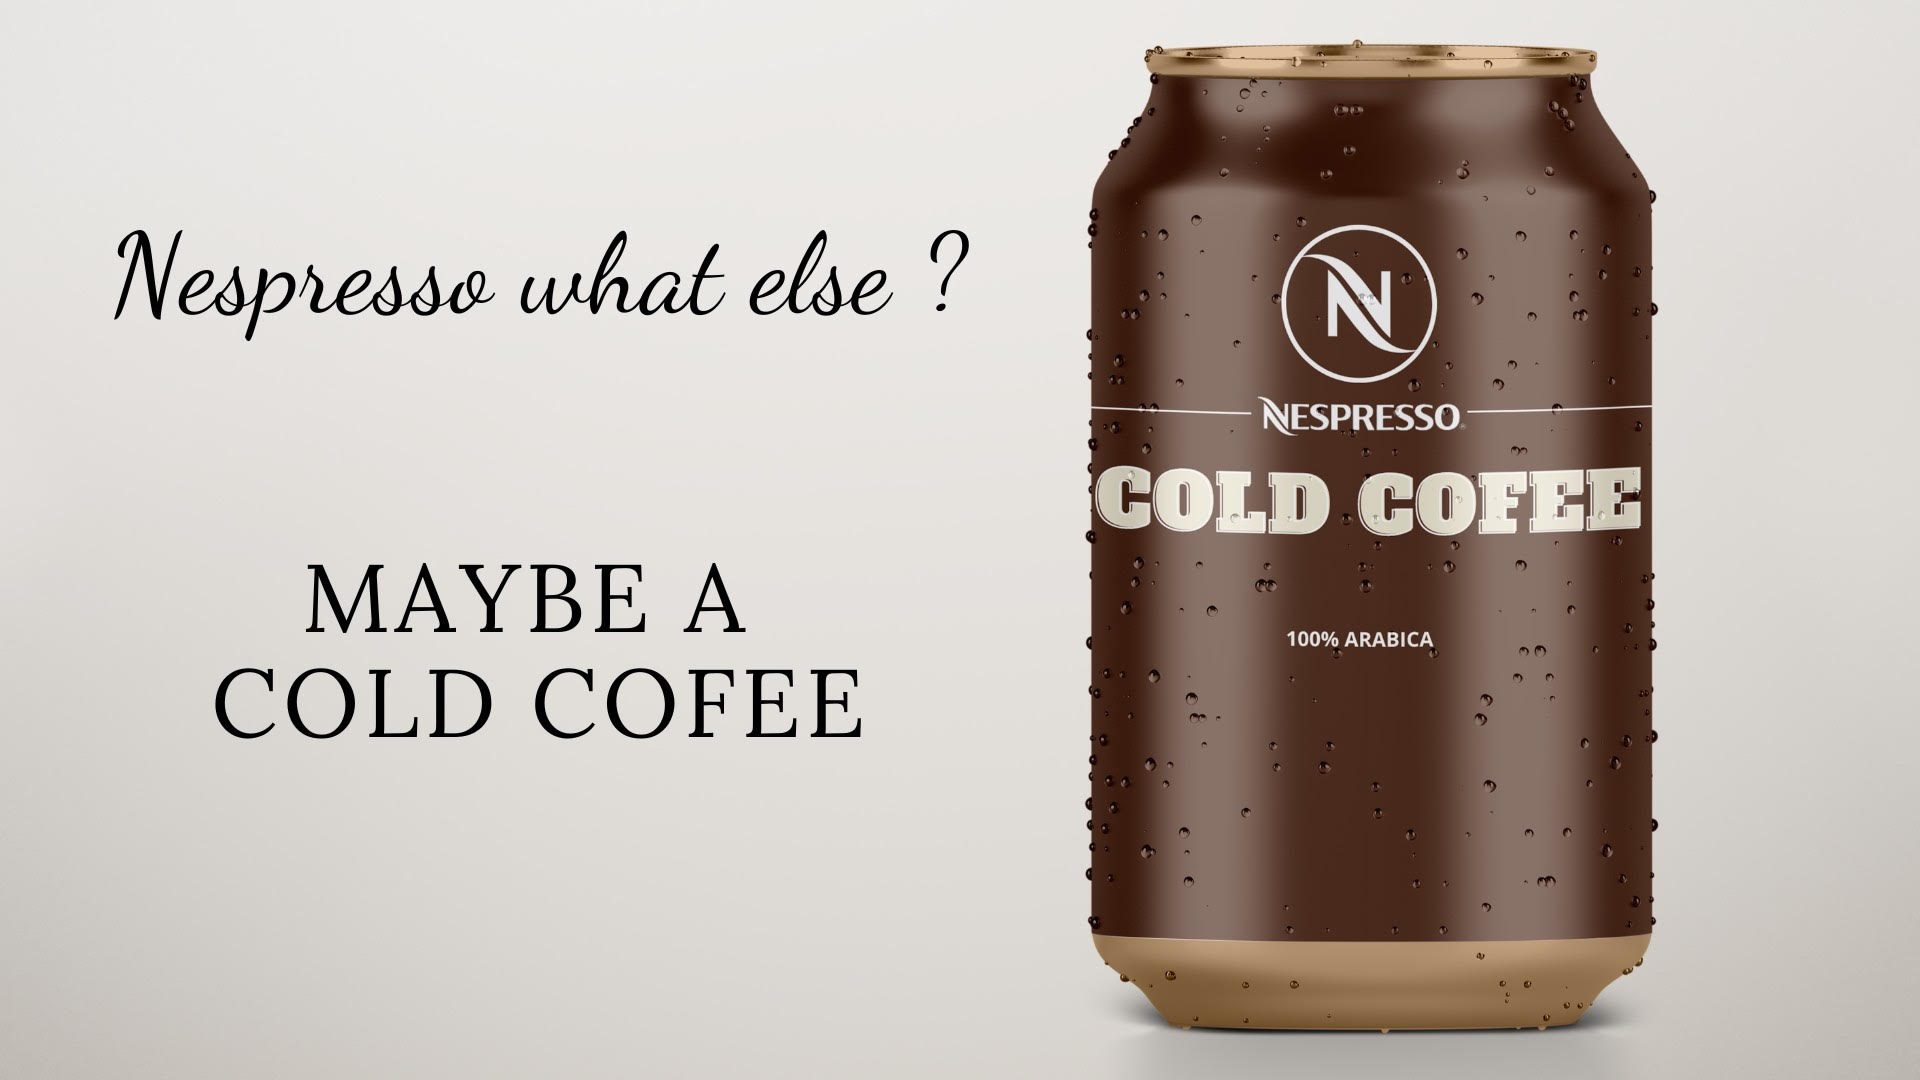 Nespresso what else ?
MAYBE A
COLD COFEE
N
NESPRESSO
COLD COFEE
100% ARABICA